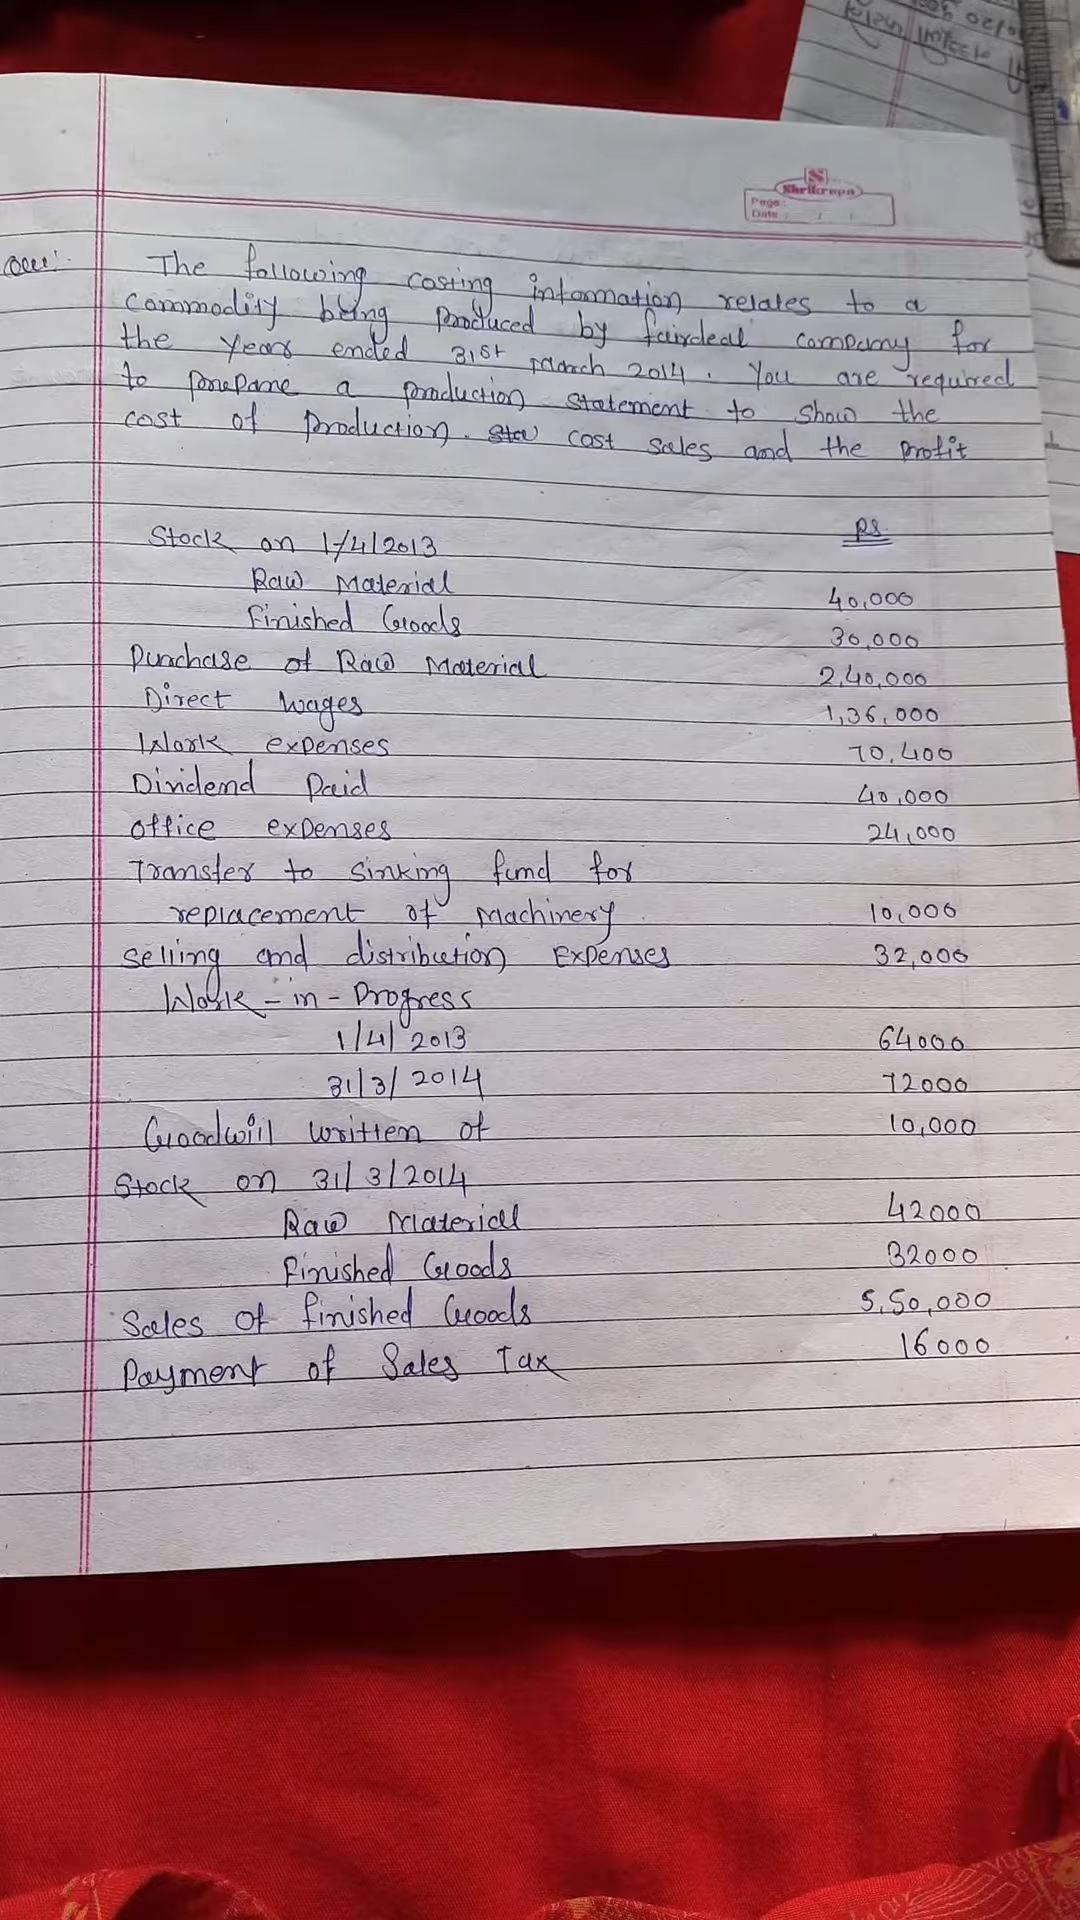 Shrikrupa
Page:
Date: / /
Que:
The following costing information relates to a
commodity being produced by fairdeal company for
the years ended 31st March 2014. You are required
to prepare a production statement to show the
cost of production. cost sales and the profit
Rs.
Stock on 1/4/2013
Raw Material 40,000
Finished Goods 30,000
Purchase of Raw Material 2,40,000
Direct wages 1,36,000
Work expenses 70,400
Dividend Paid 40,000
office expenses 24,000
Transfer to sinking fund for
replacement of Machinery 10,000
Selling and distribution Expenses 32,000
Work-in-Progress
1/4/2013 64000
31/3/2014 72000
Goodwill written of 10,000
Stock on 31/3/2014
Raw Material 42000
Finished Goods 32000
Sales of finished Goods 5,50,000
Payment of Sales Tax 16000